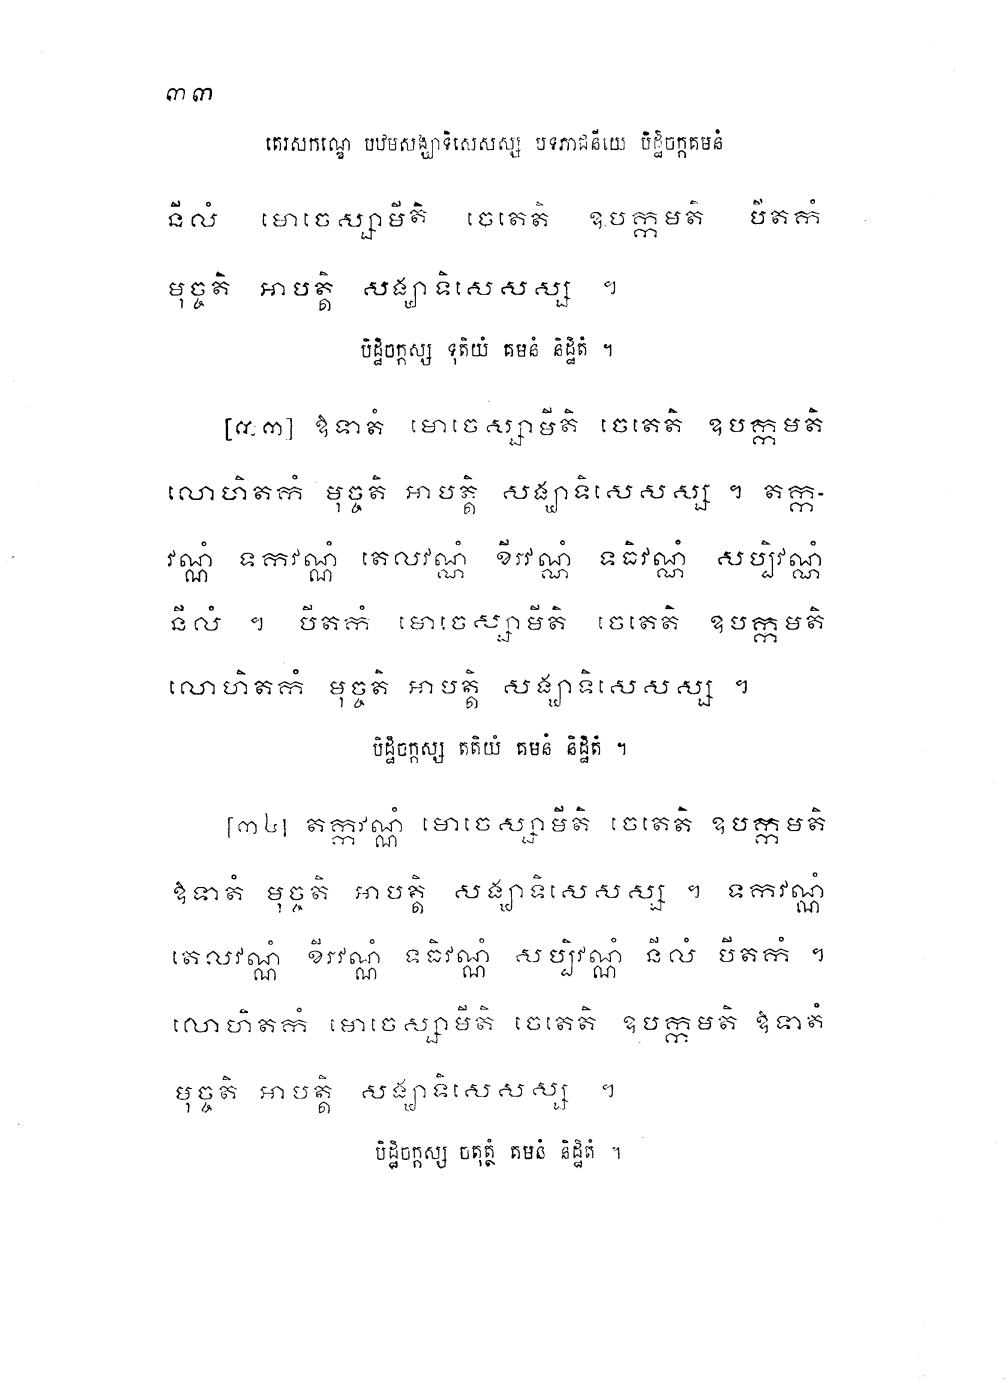 ៣៣
តេរសកណ្ឌេ បឋមសង្ឃាទិសេសស្ស បទភាជនីយេ បិដ្ឋិចក្កគមនំ
នីលំ មោចេស្សាមីតិ ចេតេតិ ឧបក្កមតិ បីតកំ
មុច្ចតិ អាបត្តិ សង្ឃាទិសេសស្ស ។
បិដ្ឋិចក្កស្ស ទុតិយំ គមនំ និដ្ឋិតំ ។
ឱទាតំ មោចេស្សាមីតិ ចេតេតិ ឧបក្កមតិ
លោហិតកំ មុច្ចតិ អាបត្តិ សង្ឃាទិសេសស្ស ។ តក្ក-
វណ្ណំ ទកវណ្ណំ តេលវណ្ណំ ខីរវណ្ណំ ទធិវណ្ណំ សប្បិវណ្ណំ
នីលំ ។ បីតកំ មោចេស្សាមីតិ ចេតេតិ ឧបក្កមតិ
លោហិតកំ មុច្ចតិ អាបត្តិ សង្ឃាទិសេសស្ស ។
បិដ្ឋិចក្កស្ស តតិយំ គមនំ និដ្ឋិតំ ។
[៣៤] តក្កវណ្ណំ មោចេស្សាមីតិ ចេតេតិ ឧបក្កមតិ
ឱទាតំ មុច្ចតិ អាបត្តិ សង្ឃាទិសេសស្ស ។ ទកវណ្ណំ
តេលវណ្ណំ ខីរវណ្ណំ ទធិវណ្ណំ សប្បិវណ្ណំ នីលំ បីតកំ ។
លោហិតកំ មោចេស្សាមីតិ ចេតេតិ ឧបក្កមតិ ឱទាតំ
មុច្ចតិ អាបត្តិ សង្ឃាទិសេសស្ស ។
បិដ្ឋិចក្កស្ស ចតុត្ថំ គមនំ និដ្ឋិតំ ។